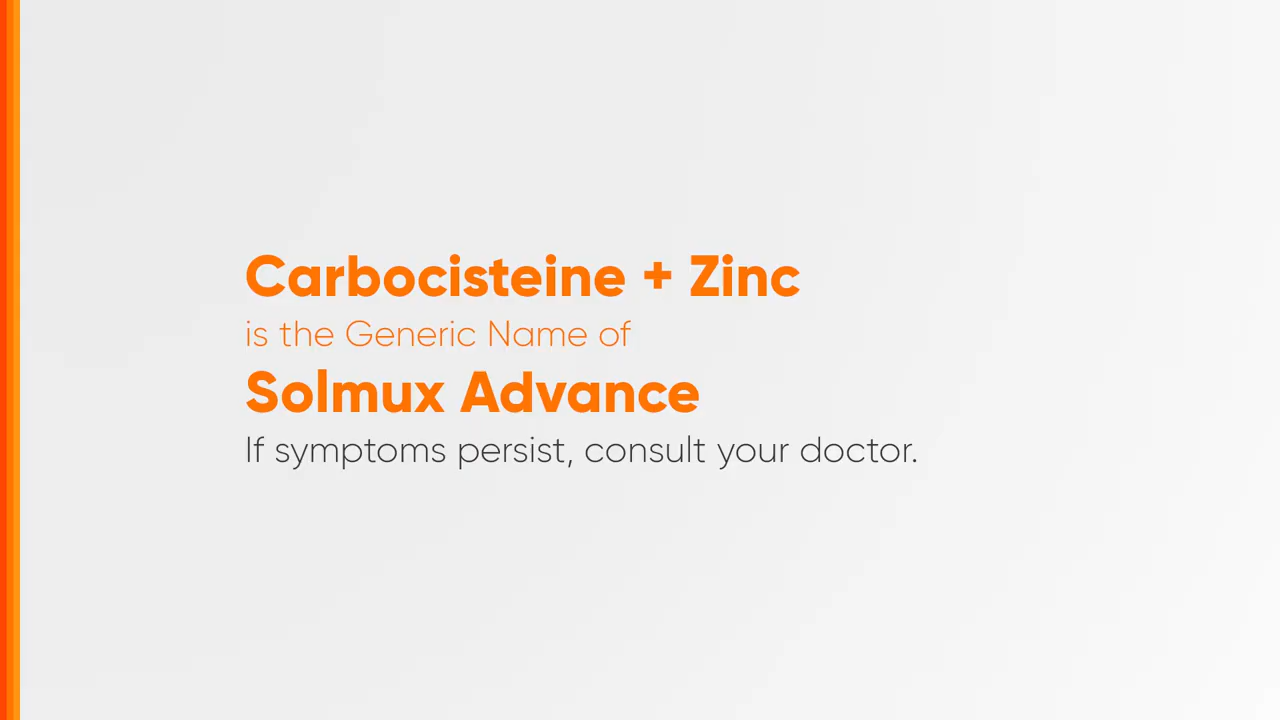 Carbocisteine + Zinc
is the Generic Name of
Solmux Advance
If symptoms persist, consult your doctor.